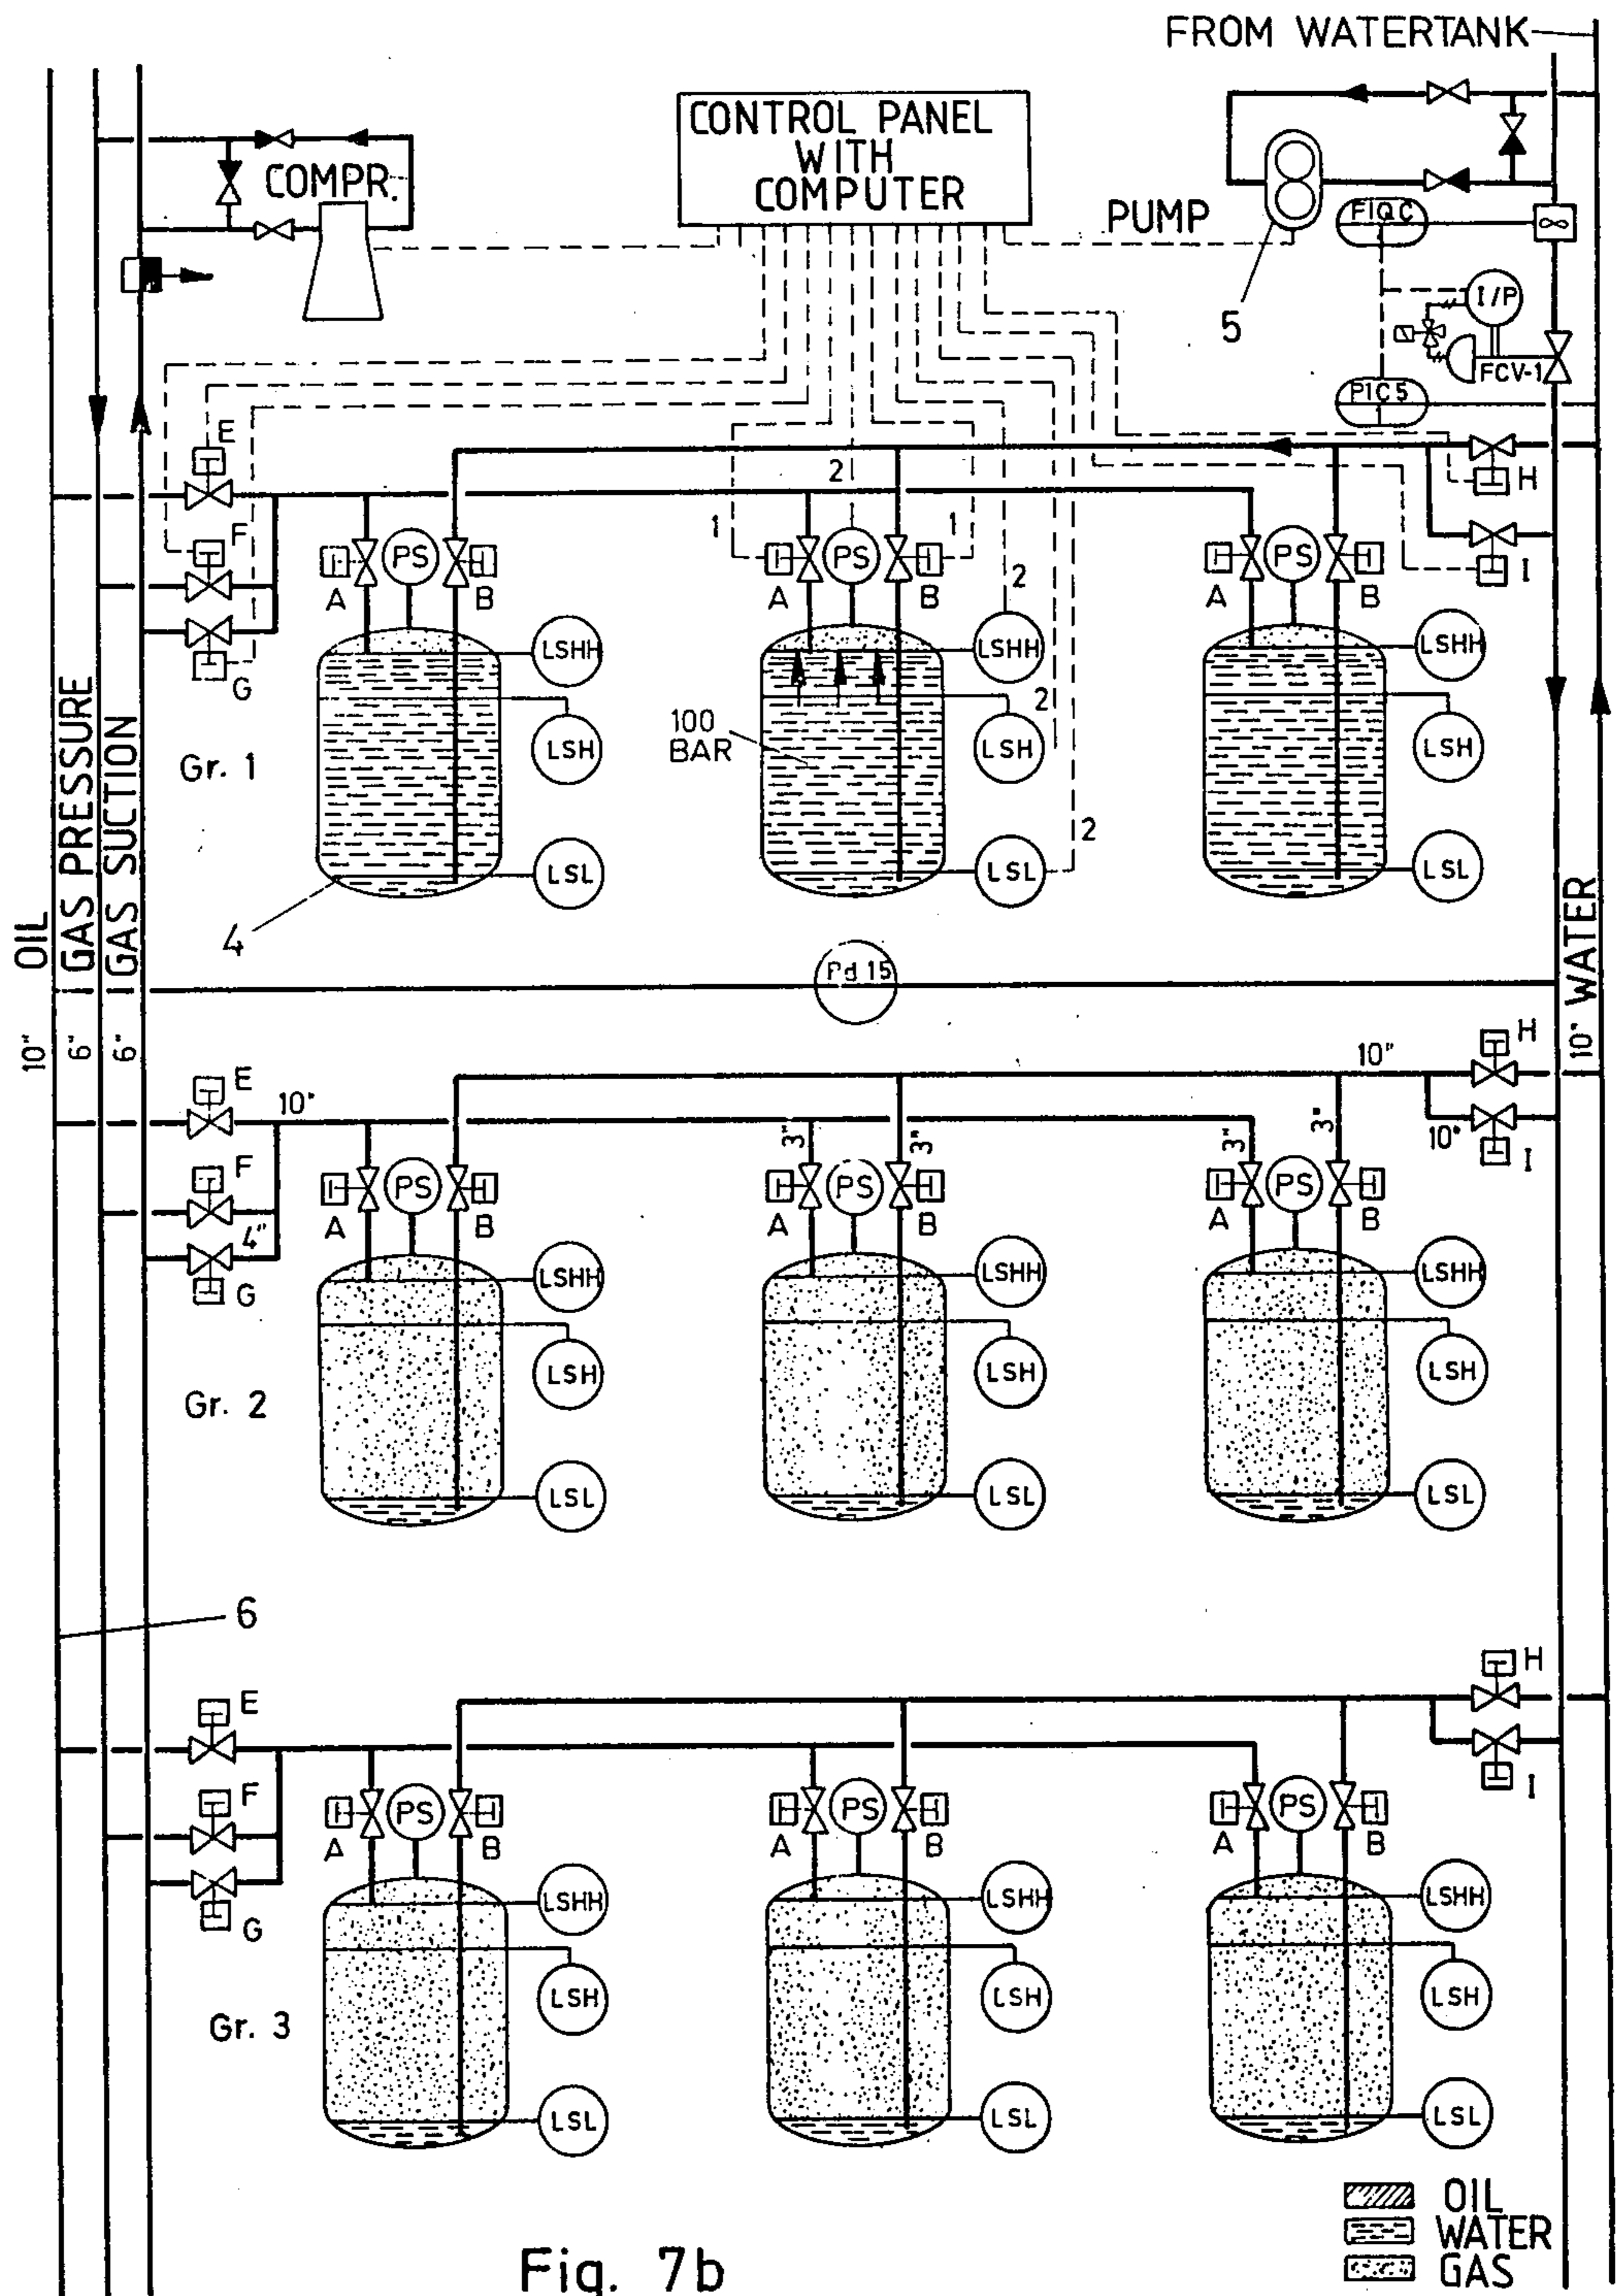 FROM WATERTANK
CONTROL PANEL
WITH
COMPUTER
COMPR.
PUMP
FIQC
I/P
5
FCV-1
PIC5
E
2
H
F
1
1
PS
PS
PS
I
A
B
A
B
2
A
B
G
LSHH
LSHH
LSHH
100
BAR
2
Gr. 1
LSH
LSH
LSH
2
LSL
LSL
LSL
4
OIL
GAS PRESSURE
GAS SUCTION
WATER
Pd 15
10"
6"
6"
10"
E
10"
10"
H
3"
3"
3"
3"
10"
I
F
PS
PS
PS
4"
A
B
A
B
A
B
G
LSHH
LSHH
LSHH
Gr. 2
LSH
LSH
LSH
LSL
LSL
LSL
6
E
H
F
PS
PS
PS
I
A
B
A
B
A
B
G
LSHH
LSHH
LSHH
Gr. 3
LSH
LSH
LSH
LSL
LSL
LSL
OIL
WATER
GAS
Fig. 7b